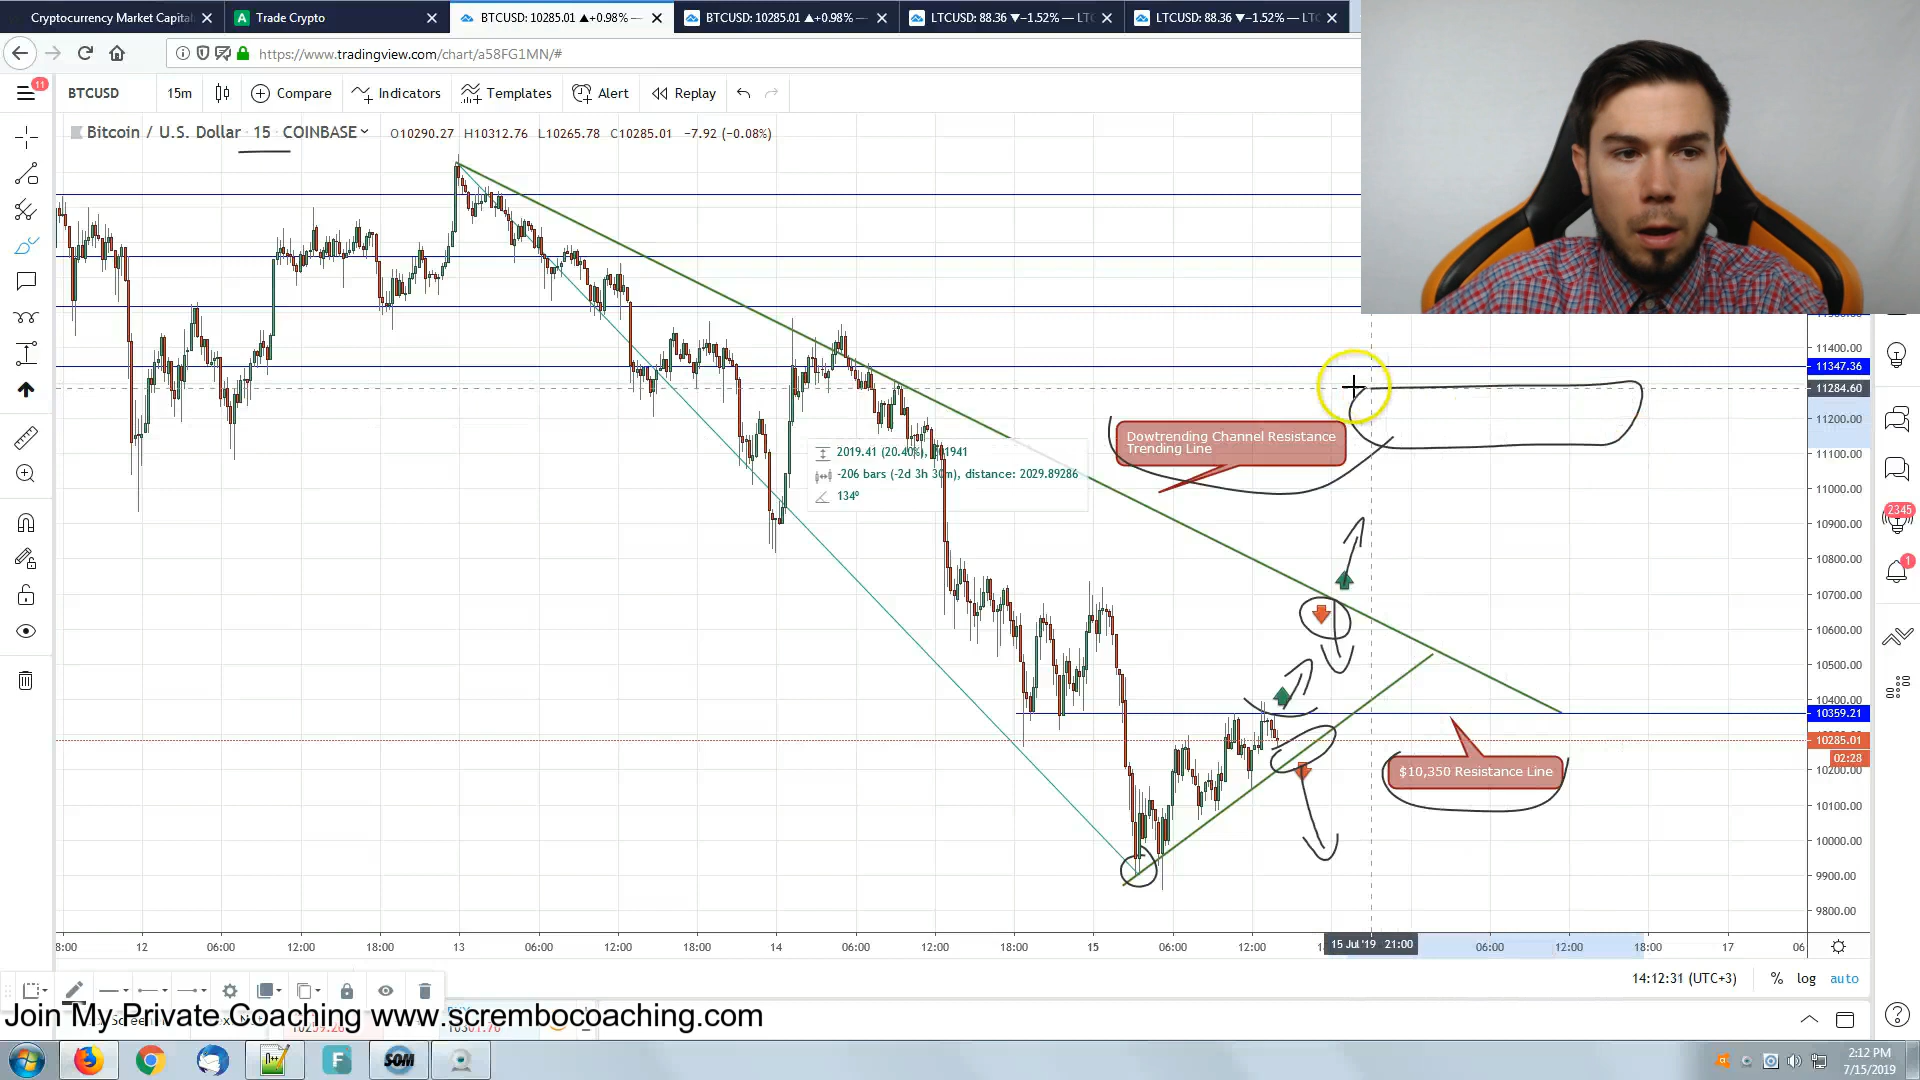 Cryptocurrency Market Capital
Trade Crypto
BTCUSD: 10285.01 ▲+0.98% —
BTCUSD: 10285.01 ▲+0.98% —
LTCUSD: 88.36 ▼−1.52% — LTC
LTCUSD: 88.36 ▼−1.52% — LTC
https://www.tradingview.com/chart/a58FG1MN/#
11
BTCUSD
15m
Compare
Indicators
Templates
Alert
Replay
Bitcoin / U.S. Dollar · 15 · COINBASE
O10290.27 H10312.76 L10265.78 C10285.01 −7.92 (−0.08%)
11400.00
11347.36
11284.60
11200.00
11100.00
11000.00
10900.00
10800.00
10700.00
10600.00
10500.00
10400.00
10359.21
10285.01
02:28
10200.00
10100.00
10000.00
9900.00
9800.00
2345
1
Dowtrending Channel Resistance
Trending Line
2019.41 (20.40%),
-206 bars (-2d 3h 30m), distance: 2029.89286
134º
$10,350 Resistance Line
8:00 12 06:00 12:00 18:00 13 06:00 12:00 18:00 14 06:00 12:00 18:00 15 06:00 12:00 15 Jul '19 21:00 06:00 12:00 18:00 17 06
14:12:31 (UTC+3)
% log auto
Join My Private Coaching www.scrembocoaching.com
SOM
2:12 PM
7/15/2019